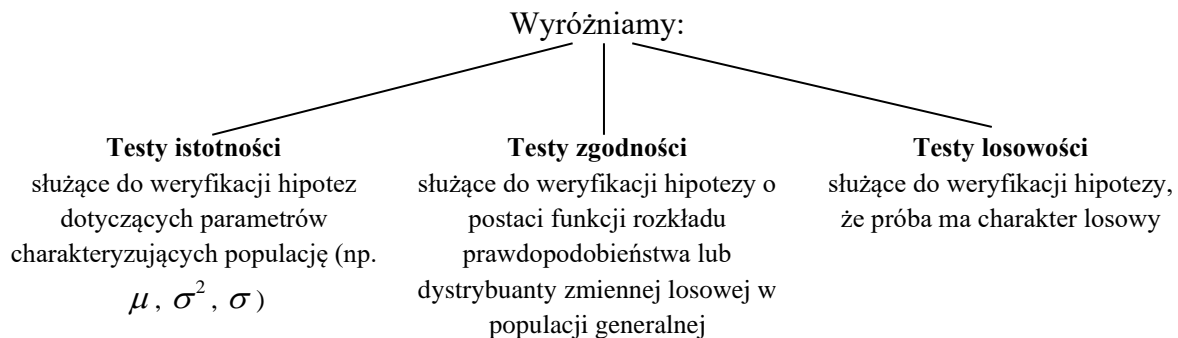 Wyróżniamy:
Testy istotności
służące do weryfikacji hipotez
dotyczących parametrów
charakteryzujących populację (np.
μ, σ², σ)
Testy zgodności
służące do weryfikacji hipotezy o
postaci funkcji rozkładu
prawdopodobieństwa lub
dystrybuanty zmiennej losowej w
populacji generalnej
Testy losowości
służące do weryfikacji hipotezy,
że próba ma charakter losowy